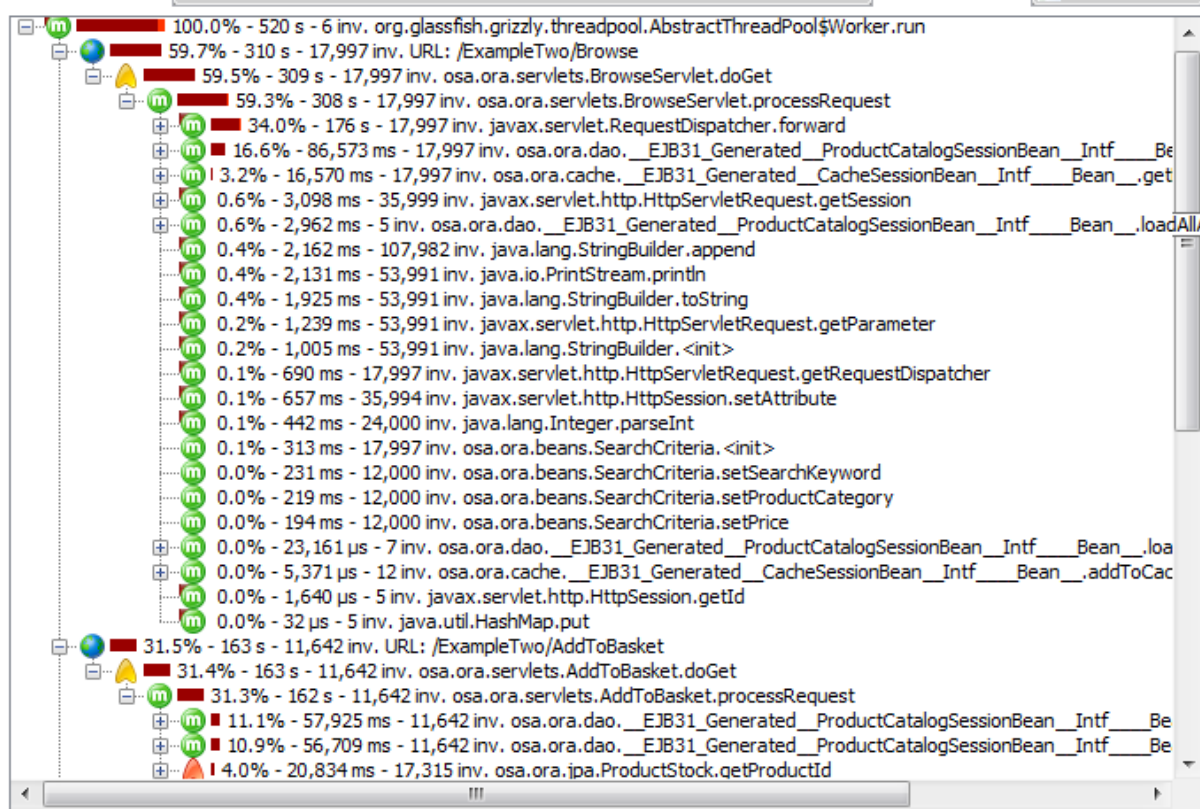 100.0% - 520 s - 6 inv. org.glassfish.grizzly.threadpool.AbstractThreadPool$Worker.run
59.7% - 310 s - 17,997 inv. URL: /ExampleTwo/Browse
59.5% - 309 s - 17,997 inv. osa.ora.servlets.BrowseServlet.doGet
59.3% - 308 s - 17,997 inv. osa.ora.servlets.BrowseServlet.processRequest
34.0% - 176 s - 17,997 inv. javax.servlet.RequestDispatcher.forward
16.6% - 86,573 ms - 17,997 inv. osa.ora.dao.__EJB31_Generated__ProductCatalogSessionBean__Intf____Be
3.2% - 16,570 ms - 17,997 inv. osa.ora.cache.__EJB31_Generated__CacheSessionBean__Intf____Bean__.get
0.6% - 3,098 ms - 35,999 inv. javax.servlet.http.HttpServletRequest.getSession
0.6% - 2,962 ms - 5 inv. osa.ora.dao.__EJB31_Generated__ProductCatalogSessionBean__Intf____Bean__.loadAll
0.4% - 2,162 ms - 107,982 inv. java.lang.StringBuilder.append
0.4% - 2,131 ms - 53,991 inv. java.io.PrintStream.println
0.4% - 1,925 ms - 53,991 inv. java.lang.StringBuilder.toString
0.2% - 1,239 ms - 53,991 inv. javax.servlet.http.HttpServletRequest.getParameter
0.2% - 1,005 ms - 53,991 inv. java.lang.StringBuilder.<init>
0.1% - 690 ms - 17,997 inv. javax.servlet.http.HttpServletRequest.getRequestDispatcher
0.1% - 657 ms - 35,994 inv. javax.servlet.http.HttpSession.setAttribute
0.1% - 442 ms - 24,000 inv. java.lang.Integer.parseInt
0.1% - 313 ms - 17,997 inv. osa.ora.beans.SearchCriteria.<init>
0.0% - 231 ms - 12,000 inv. osa.ora.beans.SearchCriteria.setSearchKeyword
0.0% - 219 ms - 12,000 inv. osa.ora.beans.SearchCriteria.setProductCategory
0.0% - 194 ms - 12,000 inv. osa.ora.beans.SearchCriteria.setPrice
0.0% - 23,161 µs - 7 inv. osa.ora.dao.__EJB31_Generated__ProductCatalogSessionBean__Intf____Bean__.loa
0.0% - 5,371 µs - 12 inv. osa.ora.cache.__EJB31_Generated__CacheSessionBean__Intf____Bean__.addToCac
0.0% - 1,640 µs - 5 inv. javax.servlet.http.HttpSession.getId
0.0% - 32 µs - 5 inv. java.util.HashMap.put
31.5% - 163 s - 11,642 inv. URL: /ExampleTwo/AddToBasket
31.4% - 163 s - 11,642 inv. osa.ora.servlets.AddToBasket.doGet
31.3% - 162 s - 11,642 inv. osa.ora.servlets.AddToBasket.processRequest
11.1% - 57,925 ms - 11,642 inv. osa.ora.dao.__EJB31_Generated__ProductCatalogSessionBean__Intf____Be
10.9% - 56,709 ms - 11,642 inv. osa.ora.dao.__EJB31_Generated__ProductCatalogSessionBean__Intf____Be
4.0% - 20,834 ms - 17,315 inv. osa.ora.jpa.ProductStock.getProductId